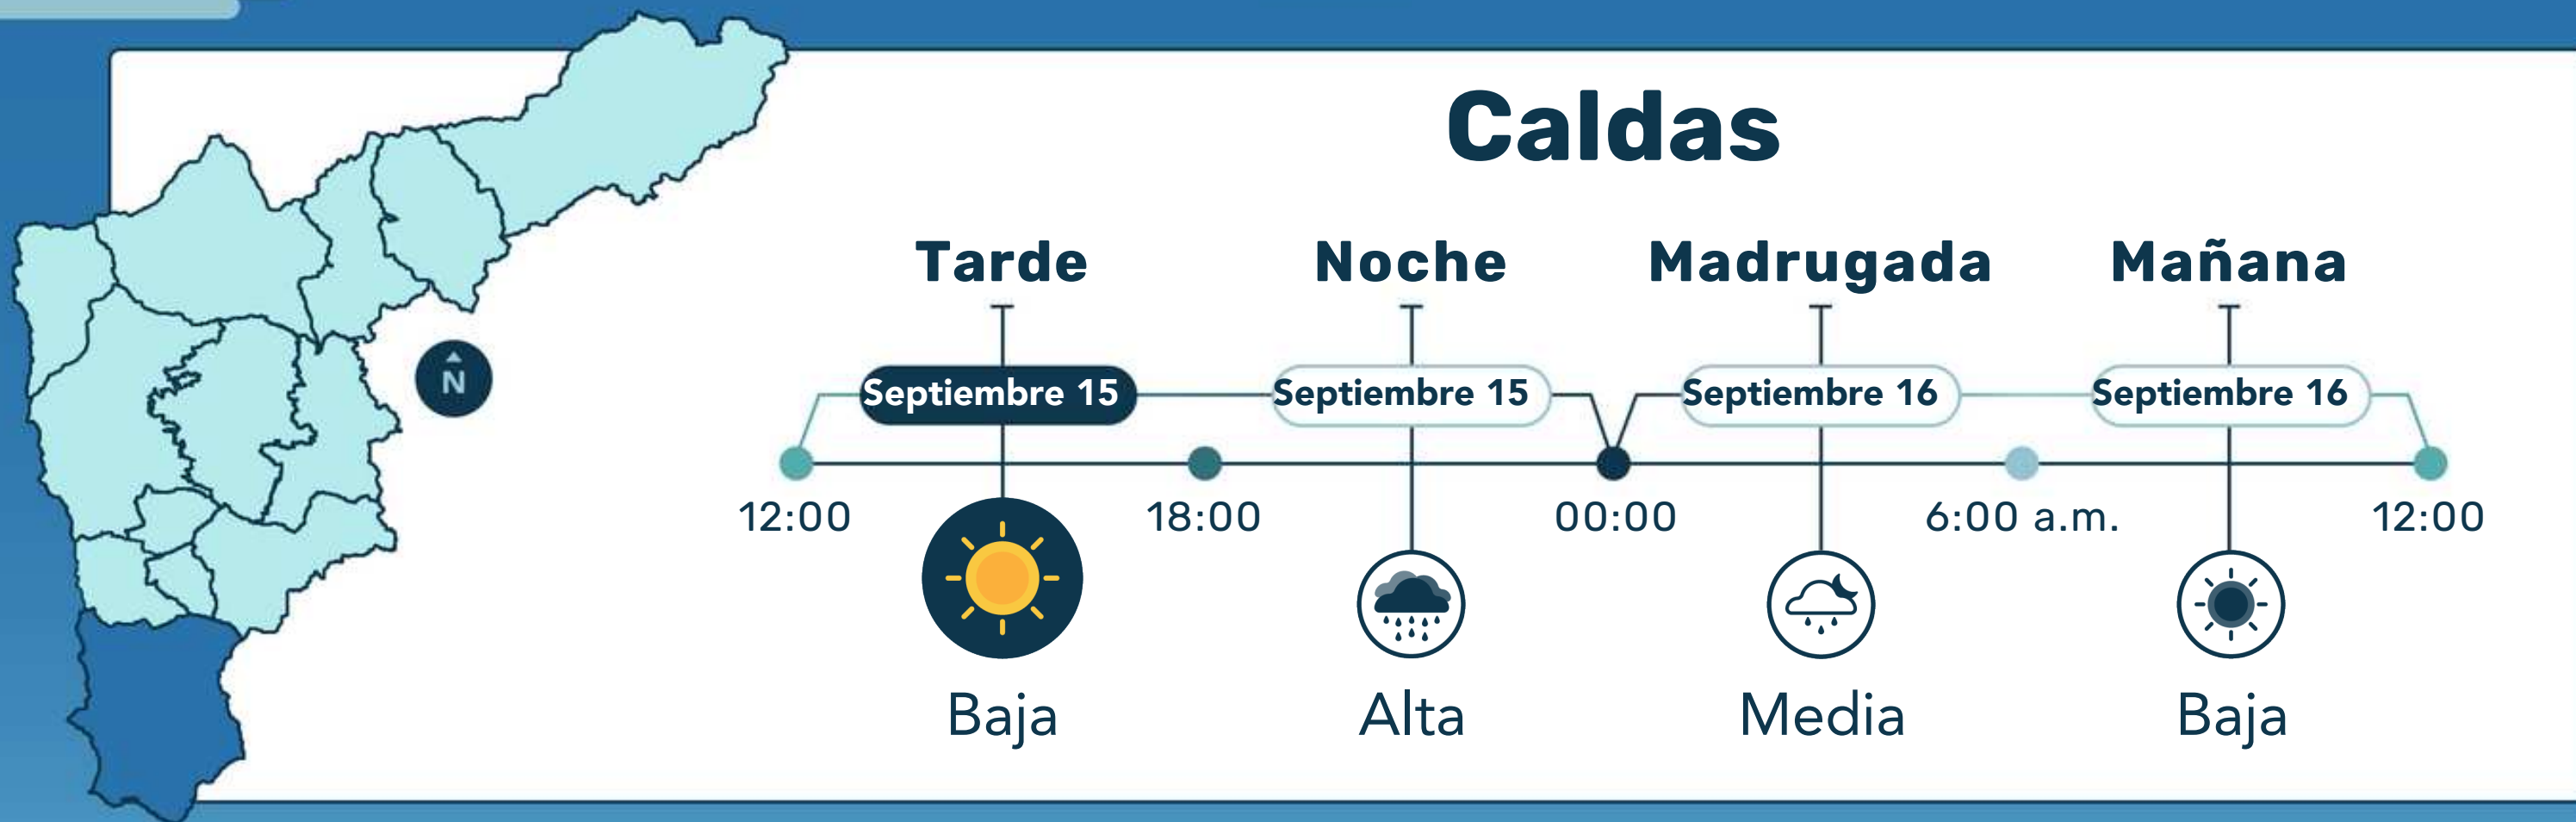 Caldas
Tarde Noche Madrugada Mañana
Septiembre 15 Septiembre 15 Septiembre 16 Septiembre 16
N
12:00 18:00 00:00 6:00 a.m. 12:00
Baja Alta Media Baja